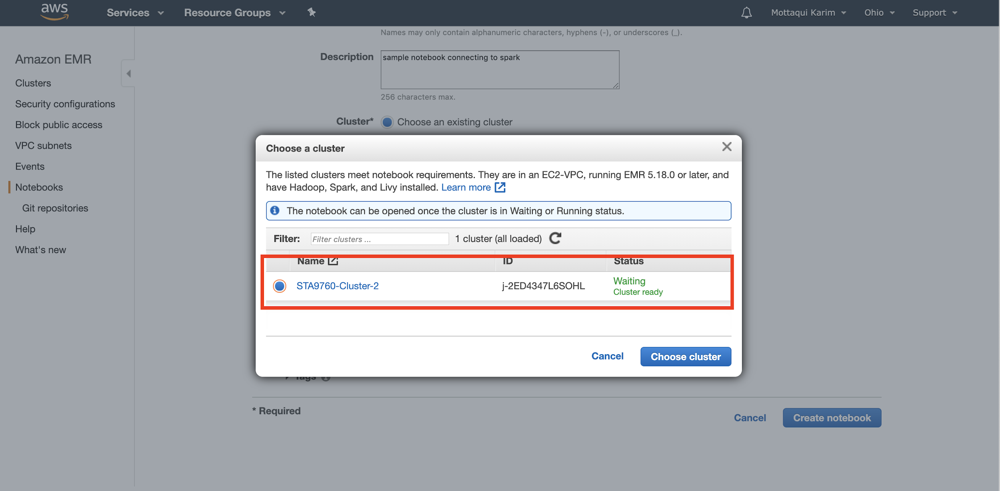 aws Services Resource Groups Mottaqui Karim Ohio Support
Names may only contain alphanumeric characters, hyphens (-), or underscores (_).
Amazon EMR
Clusters
Security configurations
Block public access
VPC subnets
Events
Notebooks
Git repositories
Help
What's new
Description
sample notebook connecting to spark
256 characters max.
Cluster* Choose an existing cluster
Choose a cluster
The listed clusters meet notebook requirements. They are in an EC2-VPC, running EMR 5.18.0 or later, and
have Hadoop, Spark, and Livy installed. Learn more
The notebook can be opened once the cluster is in Waiting or Running status.
Filter: Filter clusters ... 1 cluster (all loaded)
Name ID Status
STA9760-Cluster-2 j-2ED4347L6SOHL Waiting
Cluster ready
Cancel Choose cluster
Tags
* Required
Cancel Create notebook